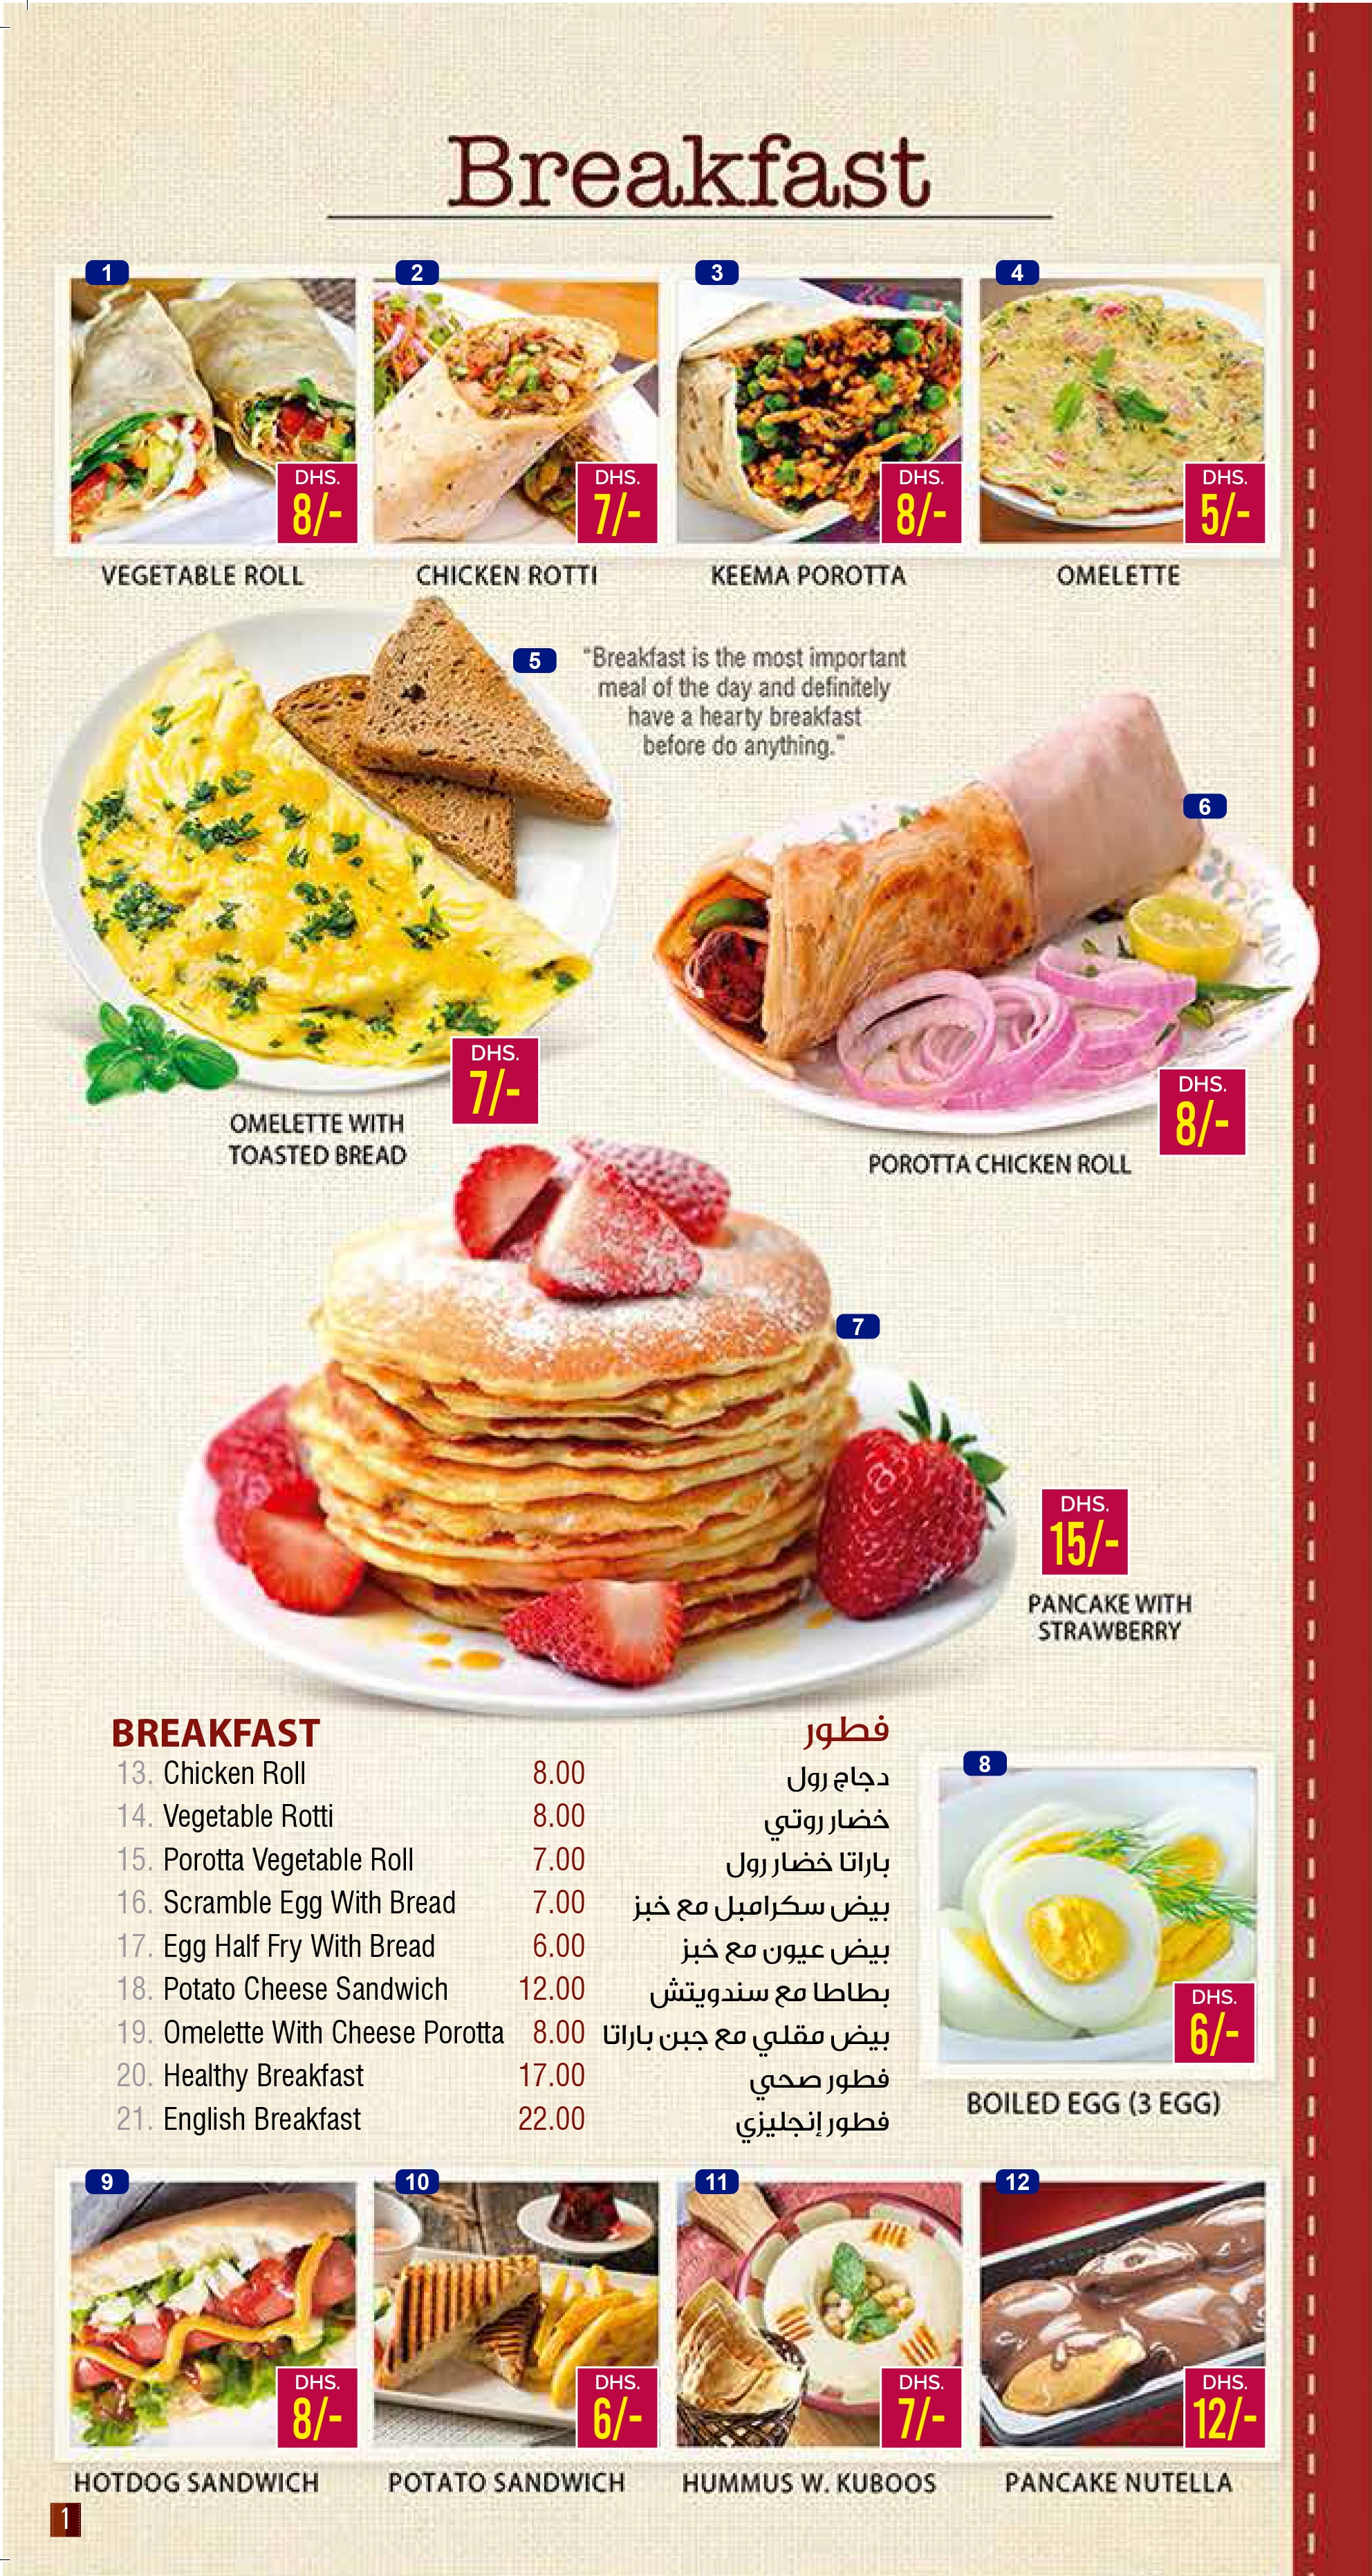 Breakfast
1
2
3
4
DHS.
8/-
DHS.
7/-
DHS.
8/-
DHS.
5/-
VEGETABLE ROLL
CHICKEN ROTTI
KEEMA POROTTA
OMELETTE
5
"Breakfast is the most important
meal of the day and definitely
have a hearty breakfast
before do anything."
6
DHS.
7/-
OMELETTE WITH
TOASTED BREAD
DHS.
8/-
POROTTA CHICKEN ROLL
7
DHS.
15/-
PANCAKE WITH
STRAWBERRY
BREAKFAST فطور
13. Chicken Roll 8.00 دجاج رول
14. Vegetable Rotti 8.00 خضار روتي
15. Porotta Vegetable Roll 7.00 باراتا خضار رول
16. Scramble Egg With Bread 7.00 بيض سكرامبل مع خبز
17. Egg Half Fry With Bread 6.00 بيض عيون مع خبز
18. Potato Cheese Sandwich 12.00 بطاطا مع سندويتش
19. Omelette With Cheese Porotta 8.00 بيض مقلي مع جبن باراتا
20. Healthy Breakfast 17.00 فطور صحي
21. English Breakfast 22.00 فطور إنجليزي
8
DHS.
6/-
BOILED EGG (3 EGG)
9
10
11
12
DHS.
8/-
DHS.
6/-
DHS.
7/-
DHS.
12/-
HOTDOG SANDWICH
POTATO SANDWICH
HUMMUS W. KUBOOS
PANCAKE NUTELLA
1